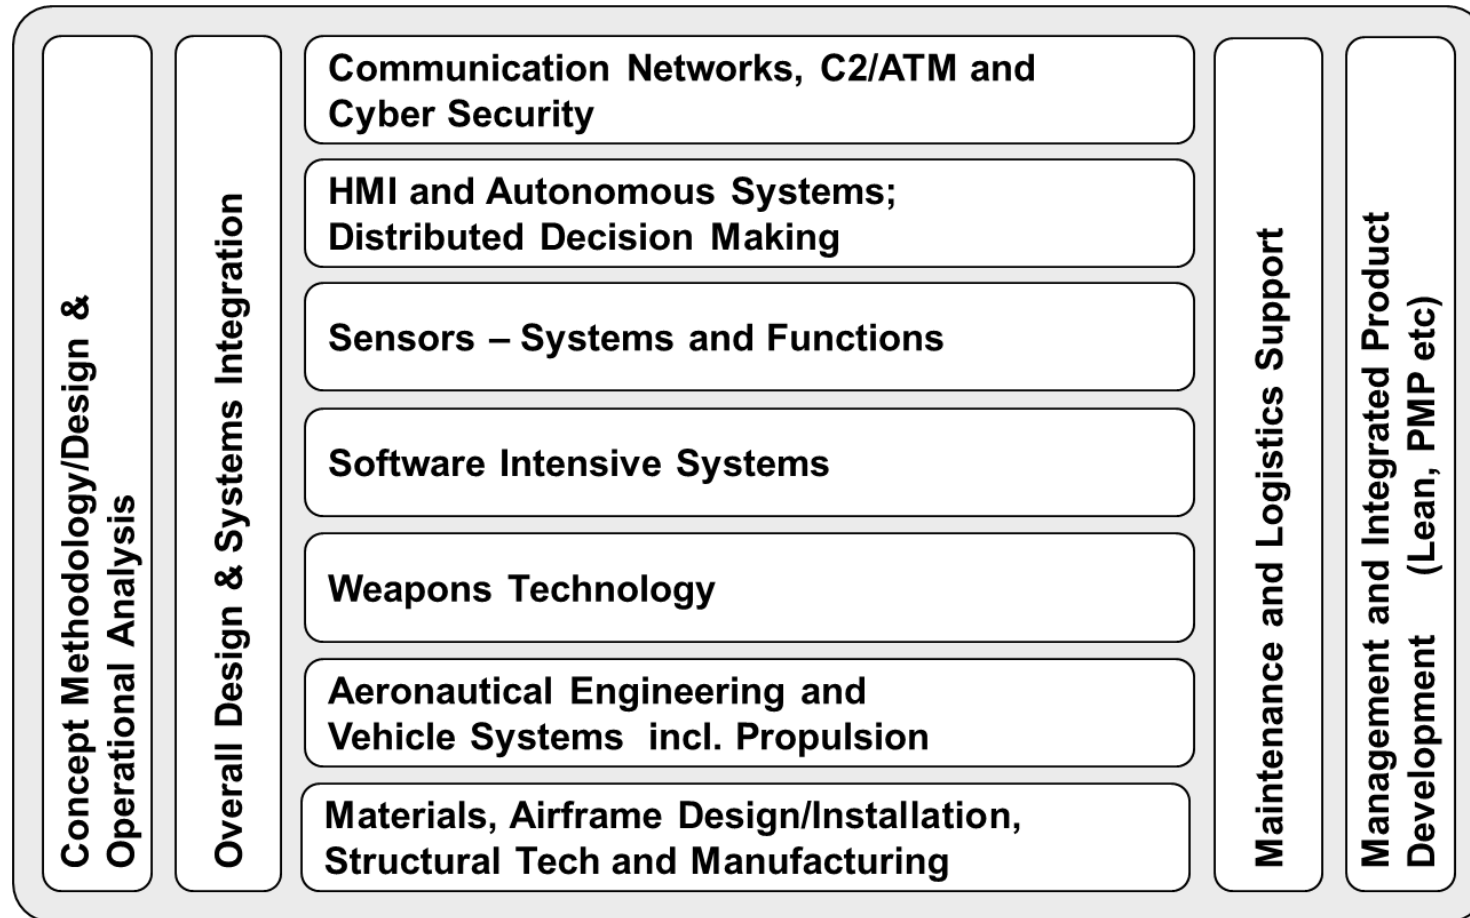 Concept Methodology/Design &
Operational Analysis
Overall Design & Systems Integration
Communication Networks, C2/ATM and
Cyber Security
HMI and Autonomous Systems;
Distributed Decision Making
Sensors – Systems and Functions
Software Intensive Systems
Weapons Technology
Aeronautical Engineering and
Vehicle Systems incl. Propulsion
Materials, Airframe Design/Installation,
Structural Tech and Manufacturing
Maintenance and Logistics Support
Management and Integrated Product
Development (Lean, PMP etc)